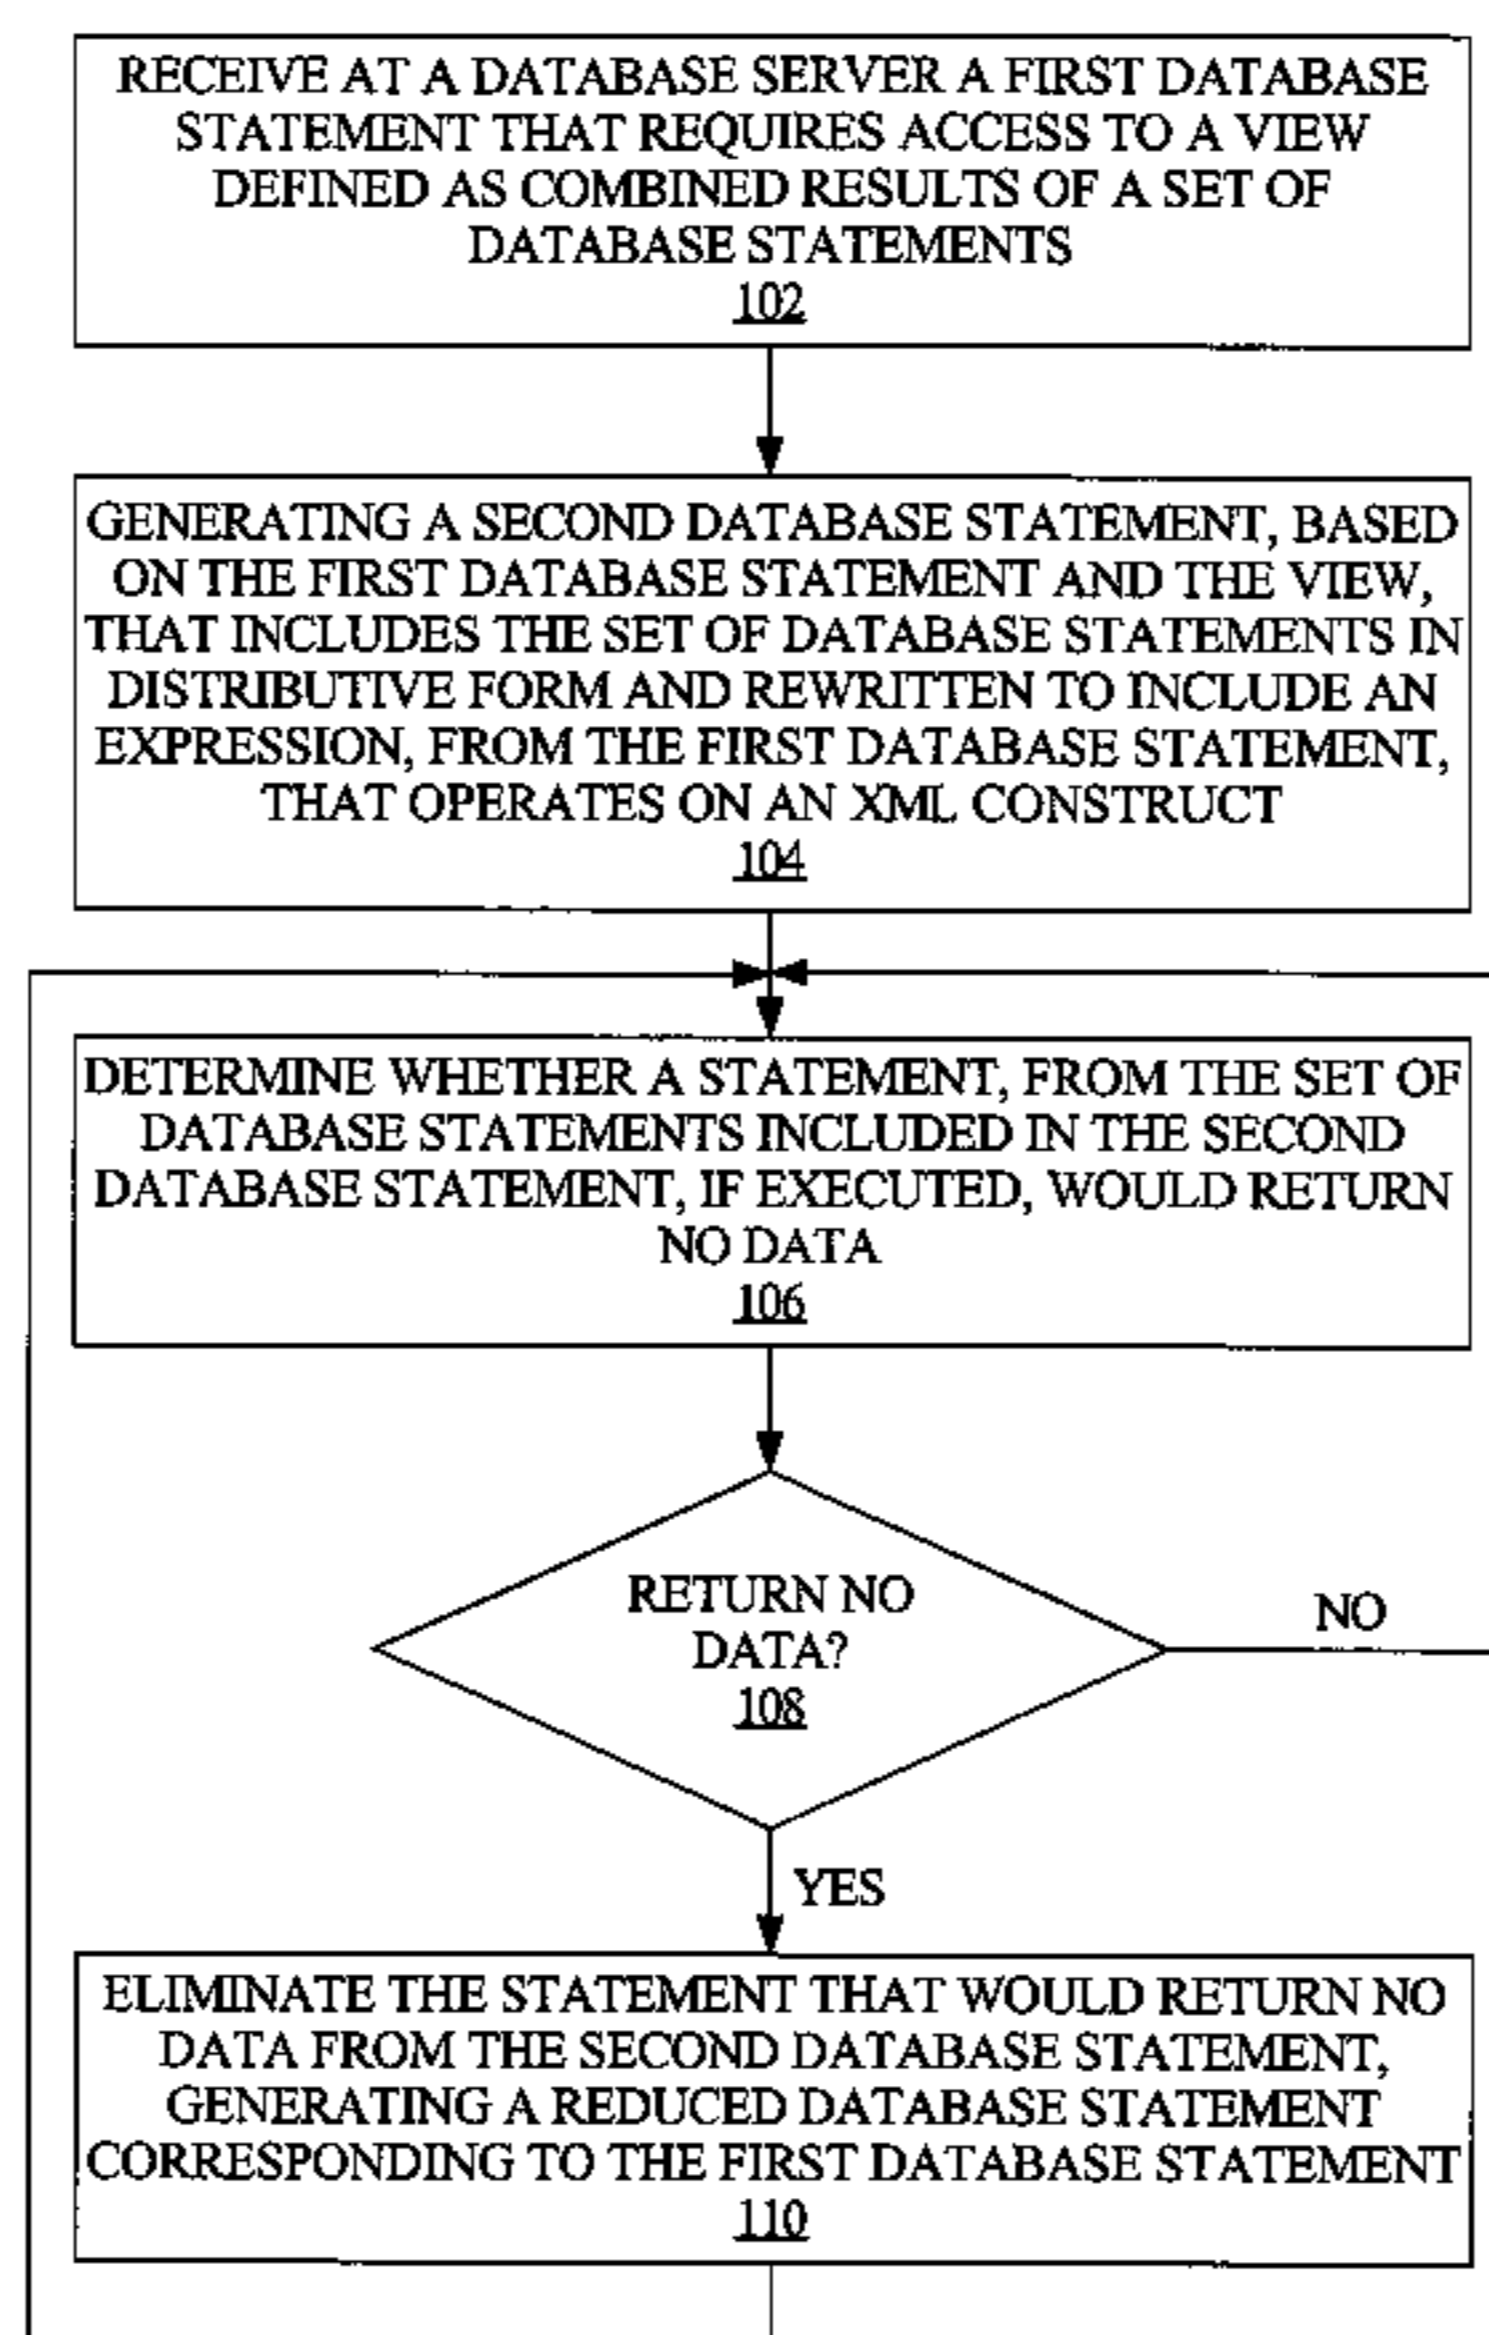 RECEIVE AT A DATABASE SERVER A FIRST DATABASE
STATEMENT THAT REQUIRES ACCESS TO A VIEW
DEFINED AS COMBINED RESULTS OF A SET OF
DATABASE STATEMENTS
102
GENERATING A SECOND DATABASE STATEMENT, BASED
ON THE FIRST DATABASE STATEMENT AND THE VIEW,
THAT INCLUDES THE SET OF DATABASE STATEMENTS IN
DISTRIBUTIVE FORM AND REWRITTEN TO INCLUDE AN
EXPRESSION, FROM THE FIRST DATABASE STATEMENT,
THAT OPERATES ON AN XML CONSTRUCT
104
DETERMINE WHETHER A STATEMENT, FROM THE SET OF
DATABASE STATEMENTS INCLUDED IN THE SECOND
DATABASE STATEMENT, IF EXECUTED, WOULD RETURN
NO DATA
106
RETURN NO
DATA?
108
NO
YES
ELIMINATE THE STATEMENT THAT WOULD RETURN NO
DATA FROM THE SECOND DATABASE STATEMENT,
GENERATING A REDUCED DATABASE STATEMENT
CORRESPONDING TO THE FIRST DATABASE STATEMENT
110